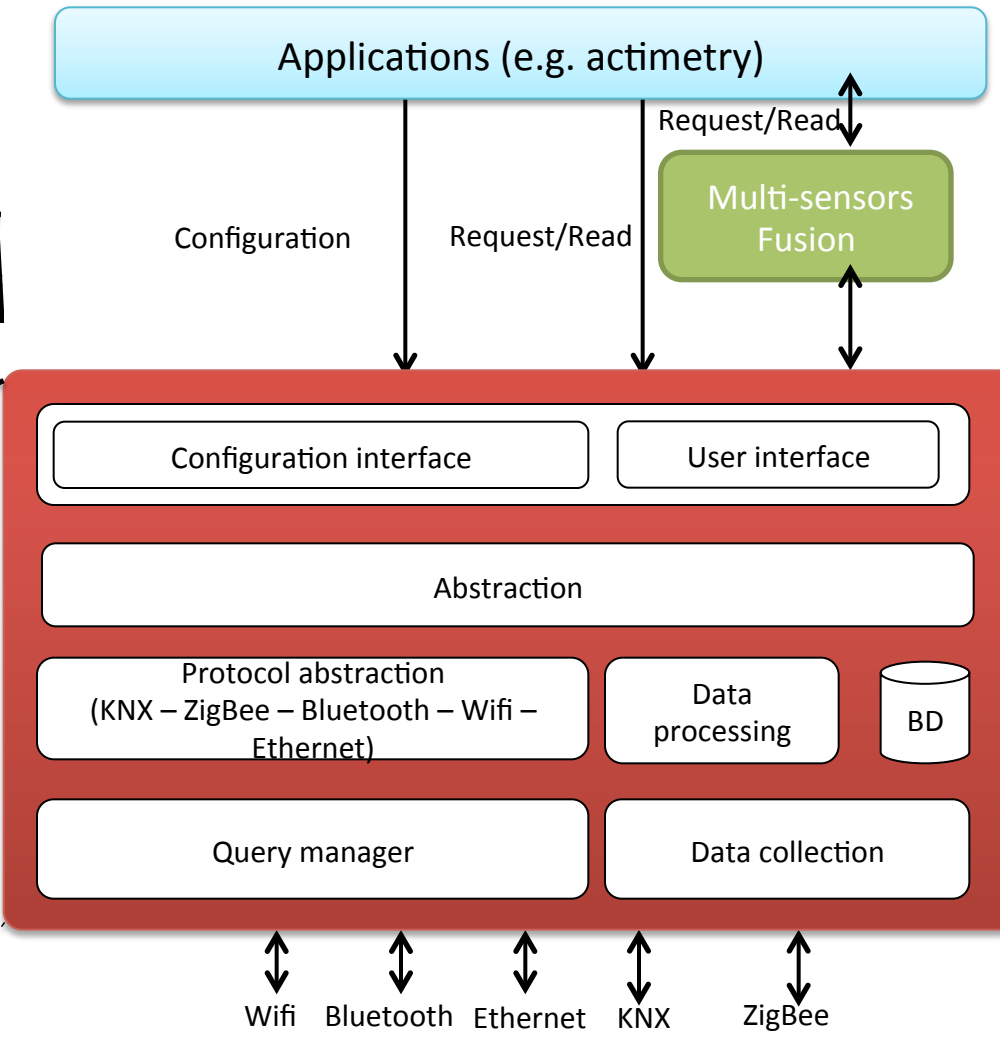 Applications (e.g. actimetry)
Request/Read
Multi-sensors
Fusion
Configuration
Request/Read
Configuration interface
User interface
Abstraction
Protocol abstraction
(KNX – ZigBee – Bluetooth – Wifi –
Ethernet)
Data
processing
BD
Query manager
Data collection
Wifi
Bluetooth
Ethernet
KNX
ZigBee